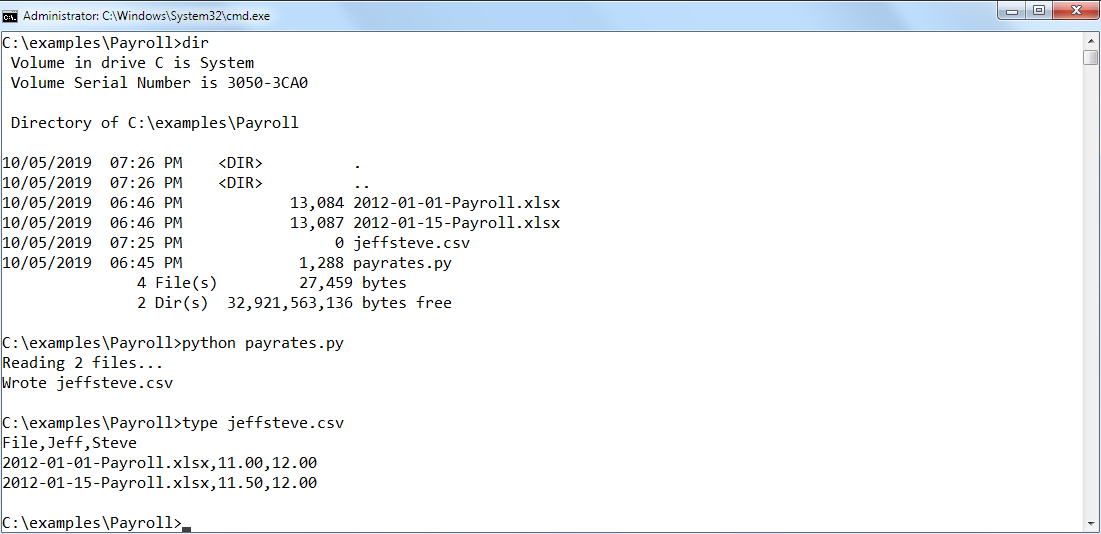 Administrator: C:\Windows\System32\cmd.exe
C:\examples\Payroll>dir
 Volume in drive C is System
 Volume Serial Number is 3050-3CA0

 Directory of C:\examples\Payroll

10/05/2019  07:26 PM    <DIR>          .
10/05/2019  07:26 PM    <DIR>          ..
10/05/2019  06:46 PM            13,084 2012-01-01-Payroll.xlsx
10/05/2019  06:46 PM            13,087 2012-01-15-Payroll.xlsx
10/05/2019  07:25 PM                 0 jeffsteve.csv
10/05/2019  06:45 PM             1,288 payrates.py
               4 File(s)         27,459 bytes
               2 Dir(s)  32,921,563,136 bytes free

C:\examples\Payroll>python payrates.py
Reading 2 files...
Wrote jeffsteve.csv

C:\examples\Payroll>type jeffsteve.csv
File,Jeff,Steve
2012-01-01-Payroll.xlsx,11.00,12.00
2012-01-15-Payroll.xlsx,11.50,12.00

C:\examples\Payroll>